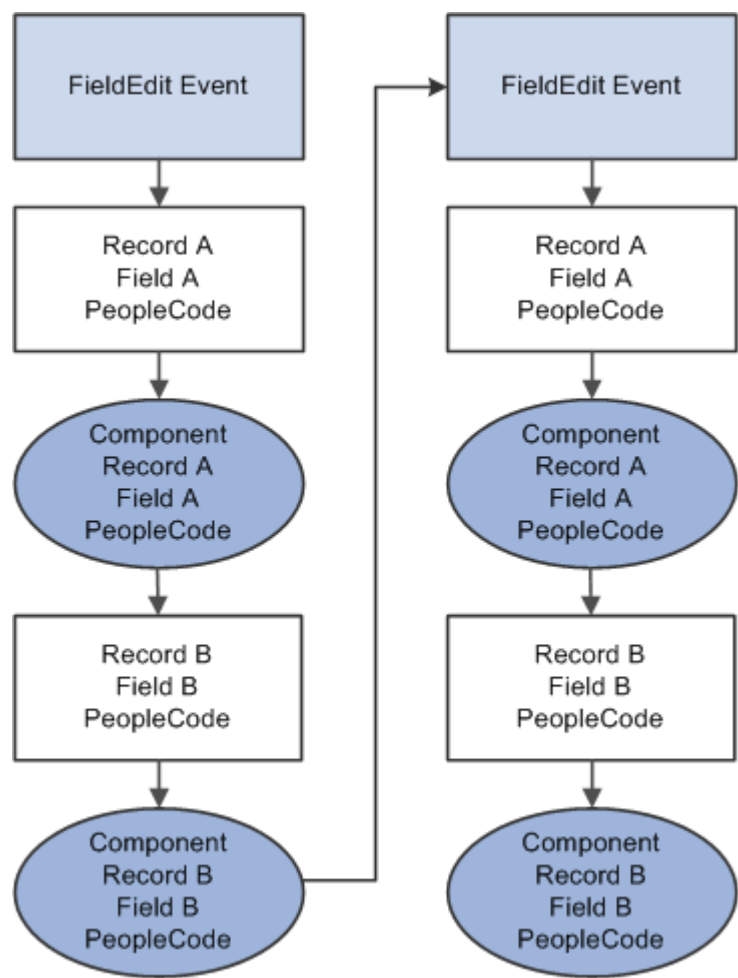 FieldEdit Event
Record A
Field A
PeopleCode
Component
Record A
Field A
PeopleCode
Record B
Field B
PeopleCode
Component
Record B
Field B
PeopleCode
FieldEdit Event
Record A
Field A
PeopleCode
Component
Record A
Field A
PeopleCode
Record B
Field B
PeopleCode
Component
Record B
Field B
PeopleCode